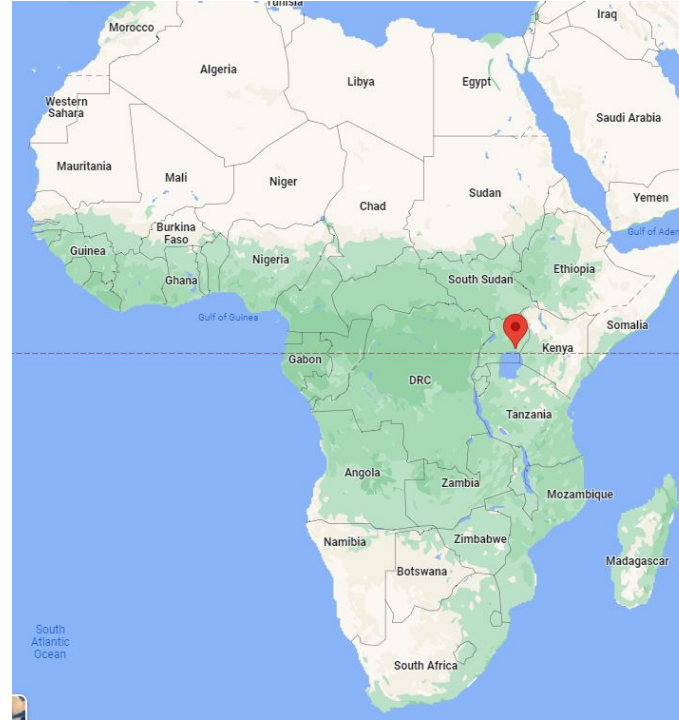 Tunisia
Morocco
Iraq
Algeria
Libya
Egypt
Western
Sahara
Saudi Arabia
Mauritania
Mali
Niger
Chad
Sudan
Yemen
Burkina
Faso
Gulf of Aden
Guinea
Nigeria
Ethiopia
Ghana
South Sudan
Gulf of Guinea
Somalia
Kenya
Gabon
DRC
Tanzania
Angola
Zambia
Mozambique
Namibia
Zimbabwe
Botswana
Madagascar
South
Atlantic
Ocean
South Africa